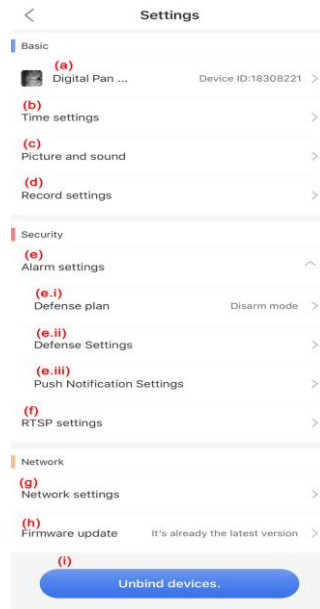 Settings
Basic
(a)
Digital Pan ... Device ID:18308221
(b)
Time settings
(c)
Picture and sound
(d)
Record settings
Security
(e)
Alarm settings
(e.i)
Defense plan Disarm mode
(e.ii)
Defense Settings
(e.iii)
Push Notification Settings
(f)
RTSP settings
Network
(g)
Network settings
(h)
Firmware update It's already the latest version
(i)
Unbind devices.